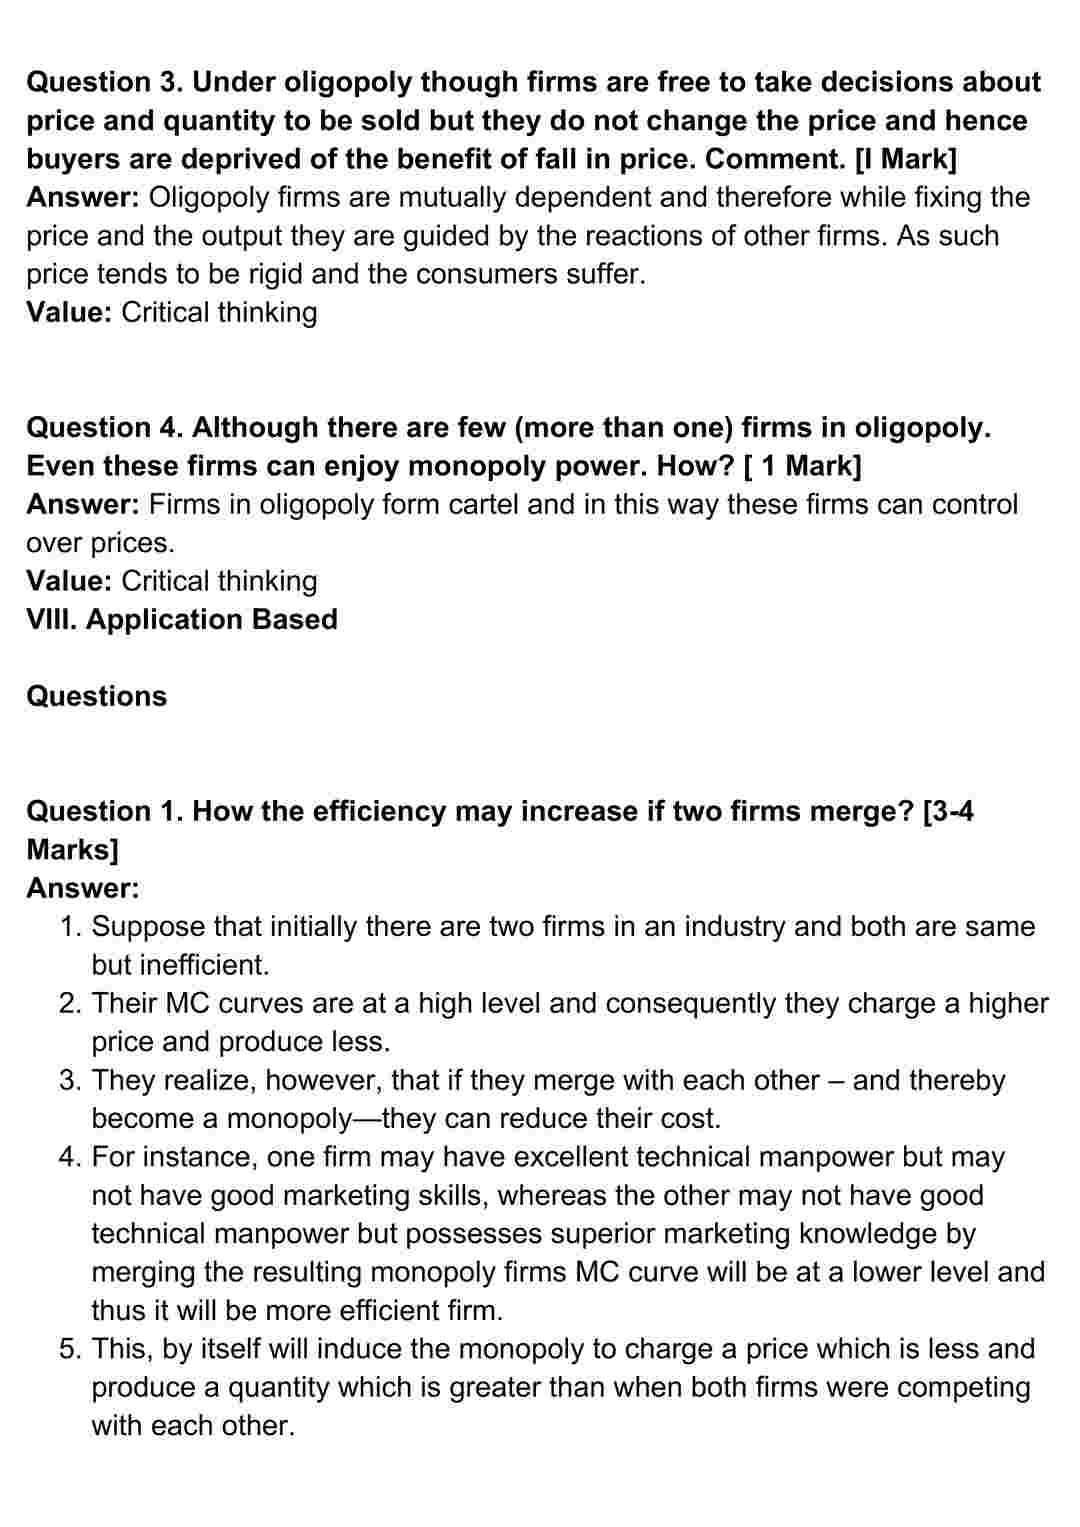 Question 3. Under oligopoly though firms are free to take decisions about
price and quantity to be sold but they do not change the price and hence
buyers are deprived of the benefit of fall in price. Comment. [I Mark]
Answer: Oligopoly firms are mutually dependent and therefore while fixing the
price and the output they are guided by the reactions of other firms. As such
price tends to be rigid and the consumers suffer.
Value: Critical thinking
Question 4. Although there are few (more than one) firms in oligopoly.
Even these firms can enjoy monopoly power. How? [ 1 Mark]
Answer: Firms in oligopoly form cartel and in this way these firms can control
over prices.
Value: Critical thinking
VIII. Application Based
Questions
Question 1. How the efficiency may increase if two firms merge? [3-4
Marks]
Answer:
1. Suppose that initially there are two firms in an industry and both are same
but inefficient.
2. Their MC curves are at a high level and consequently they charge a higher
price and produce less.
3. They realize, however, that if they merge with each other – and thereby
become a monopoly—they can reduce their cost.
4. For instance, one firm may have excellent technical manpower but may
not have good marketing skills, whereas the other may not have good
technical manpower but possesses superior marketing knowledge by
merging the resulting monopoly firms MC curve will be at a lower level and
thus it will be more efficient firm.
5. This, by itself will induce the monopoly to charge a price which is less and
produce a quantity which is greater than when both firms were competing
with each other.